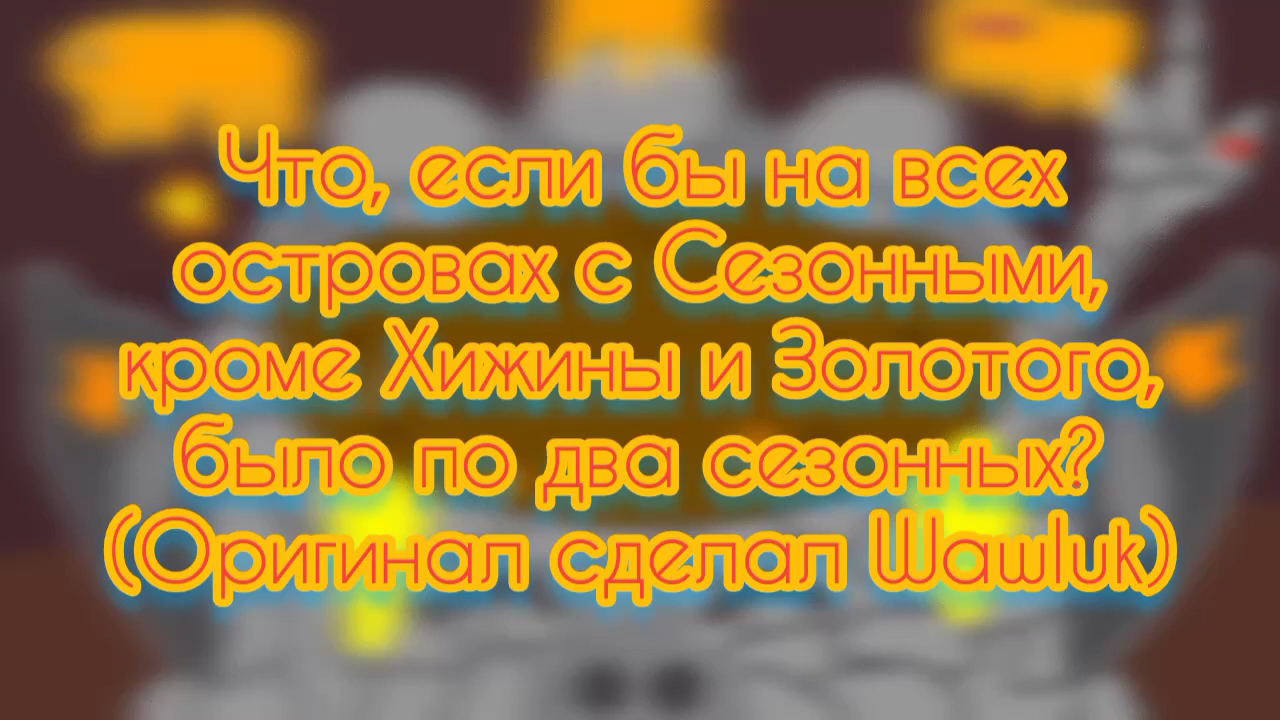 Что, если бы на всех
островах с Сезонными,
кроме Хижины и Золотого,
было по два сезонных?
(Оригинал сделал Wawluk)